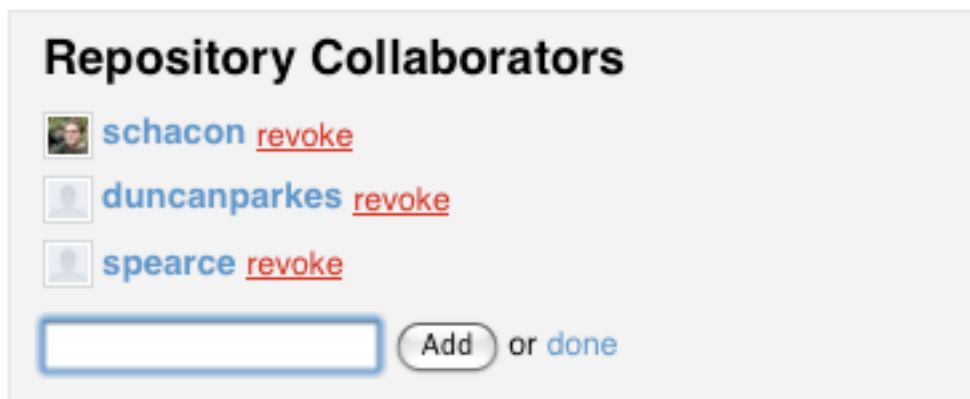 Repository Collaborators
schacon revoke
duncanparkes revoke
spearce revoke
Add or done